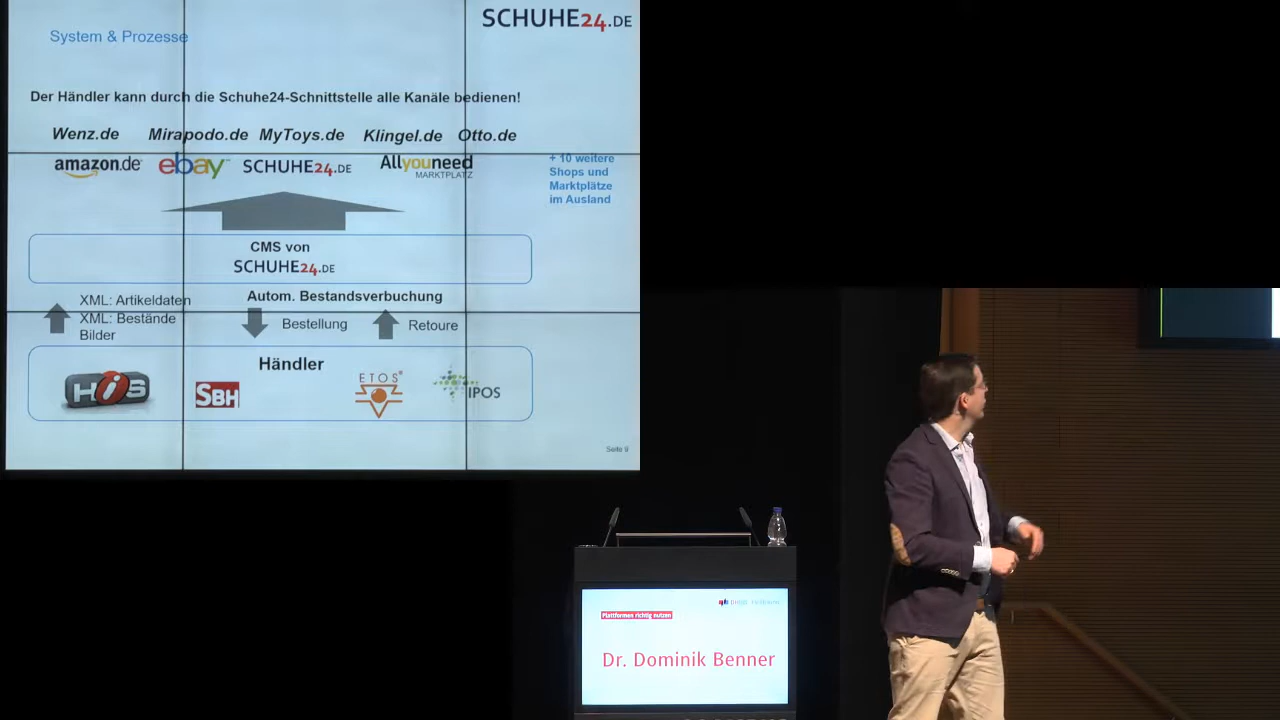 SCHUHE24.DE
System & Prozesse
Der Händler kann durch die Schuhe24-Schnittstelle alle Kanäle bedienen!
Wenz.de Mirapodo.de MyToys.de Klingel.de Otto.de
amazon.de ebay SCHUHE24.DE Allyouneed
MARKTPLATZ
+ 10 weitere
Shops und
Marktplätze
im Ausland
CMS von
SCHUHE24.DE
XML: Artikeldaten
XML: Bestände
Bilder
Autom. Bestandsverbuchung
Bestellung Retoure
Händler
HiS SBH ETOS IPOS
Seite 9
Plattformen richtig nutzen
Dr. Dominik Benner